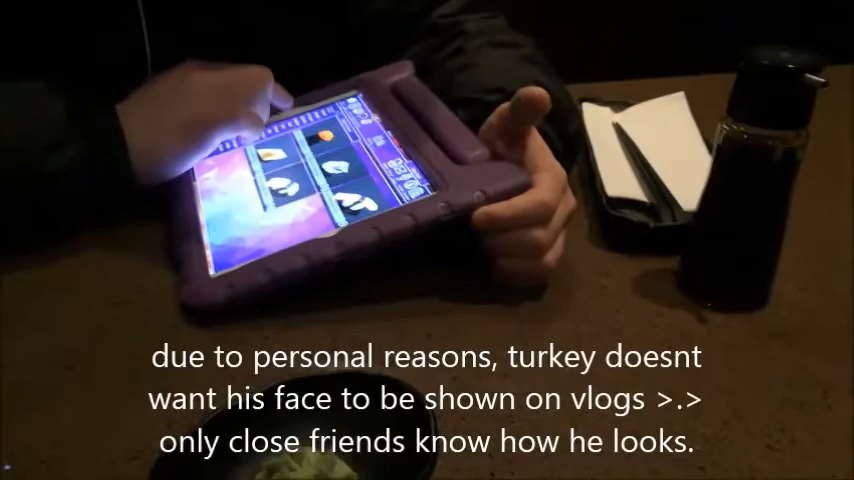 due to personal reasons, turkey doesnt
want his face to be shown on vlogs >.>
only close friends know how he looks.